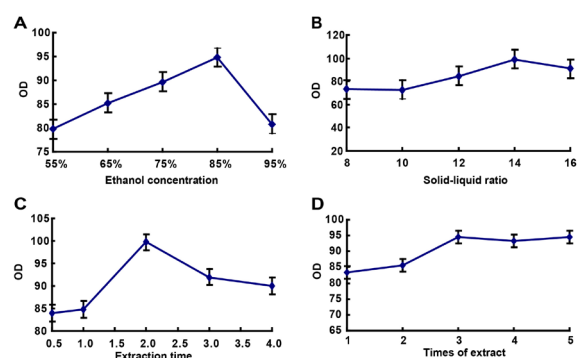 A
OD
100
95
90
85
80
75
55% 65% 75% 85% 95%
Ethanol concentration
B
OD
120
100
80
60
40
20
8 10 12 14 16
Solid-liquid ratio
C
OD
105
100
95
90
85
80
0.5 1.0 1.5 2.0 2.5 3.0 3.5 4.0
Extraction time
D
OD
100
95
90
85
80
75
70
65
1 2 3 4 5
Times of extract